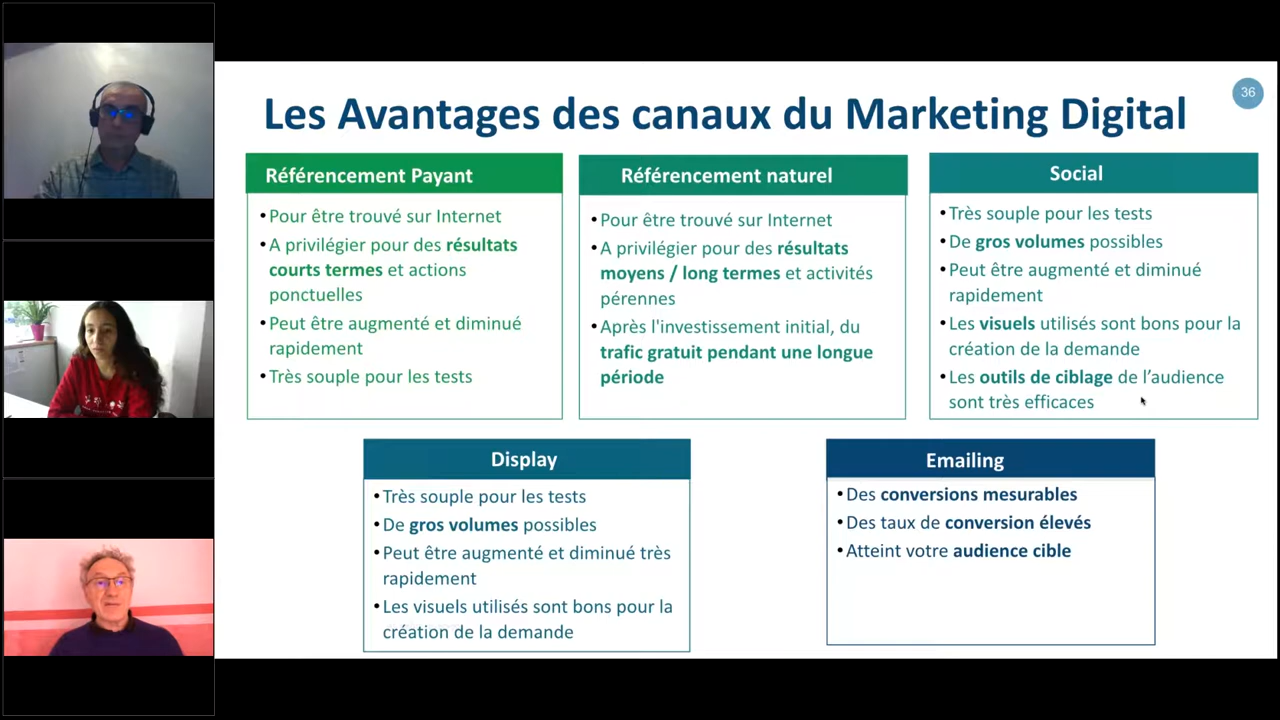 36
Les Avantages des canaux du Marketing Digital
Référencement Payant
•Pour être trouvé sur Internet
•A privilégier pour des résultats
courts termes et actions
ponctuelles
•Peut être augmenté et diminué
rapidement
•Très souple pour les tests
Référencement naturel
•Pour être trouvé sur Internet
•A privilégier pour des résultats
moyens / long termes et activités
pérennes
•Après l'investissement initial, du
trafic gratuit pendant une longue
période
Social
•Très souple pour les tests
•De gros volumes possibles
•Peut être augmenté et diminué
rapidement
•Les visuels utilisés sont bons pour la
création de la demande
•Les outils de ciblage de l’audience
sont très efficaces
Display
•Très souple pour les tests
•De gros volumes possibles
•Peut être augmenté et diminué très
rapidement
•Les visuels utilisés sont bons pour la
création de la demande
Emailing
•Des conversions mesurables
•Des taux de conversion élevés
•Atteint votre audience cible